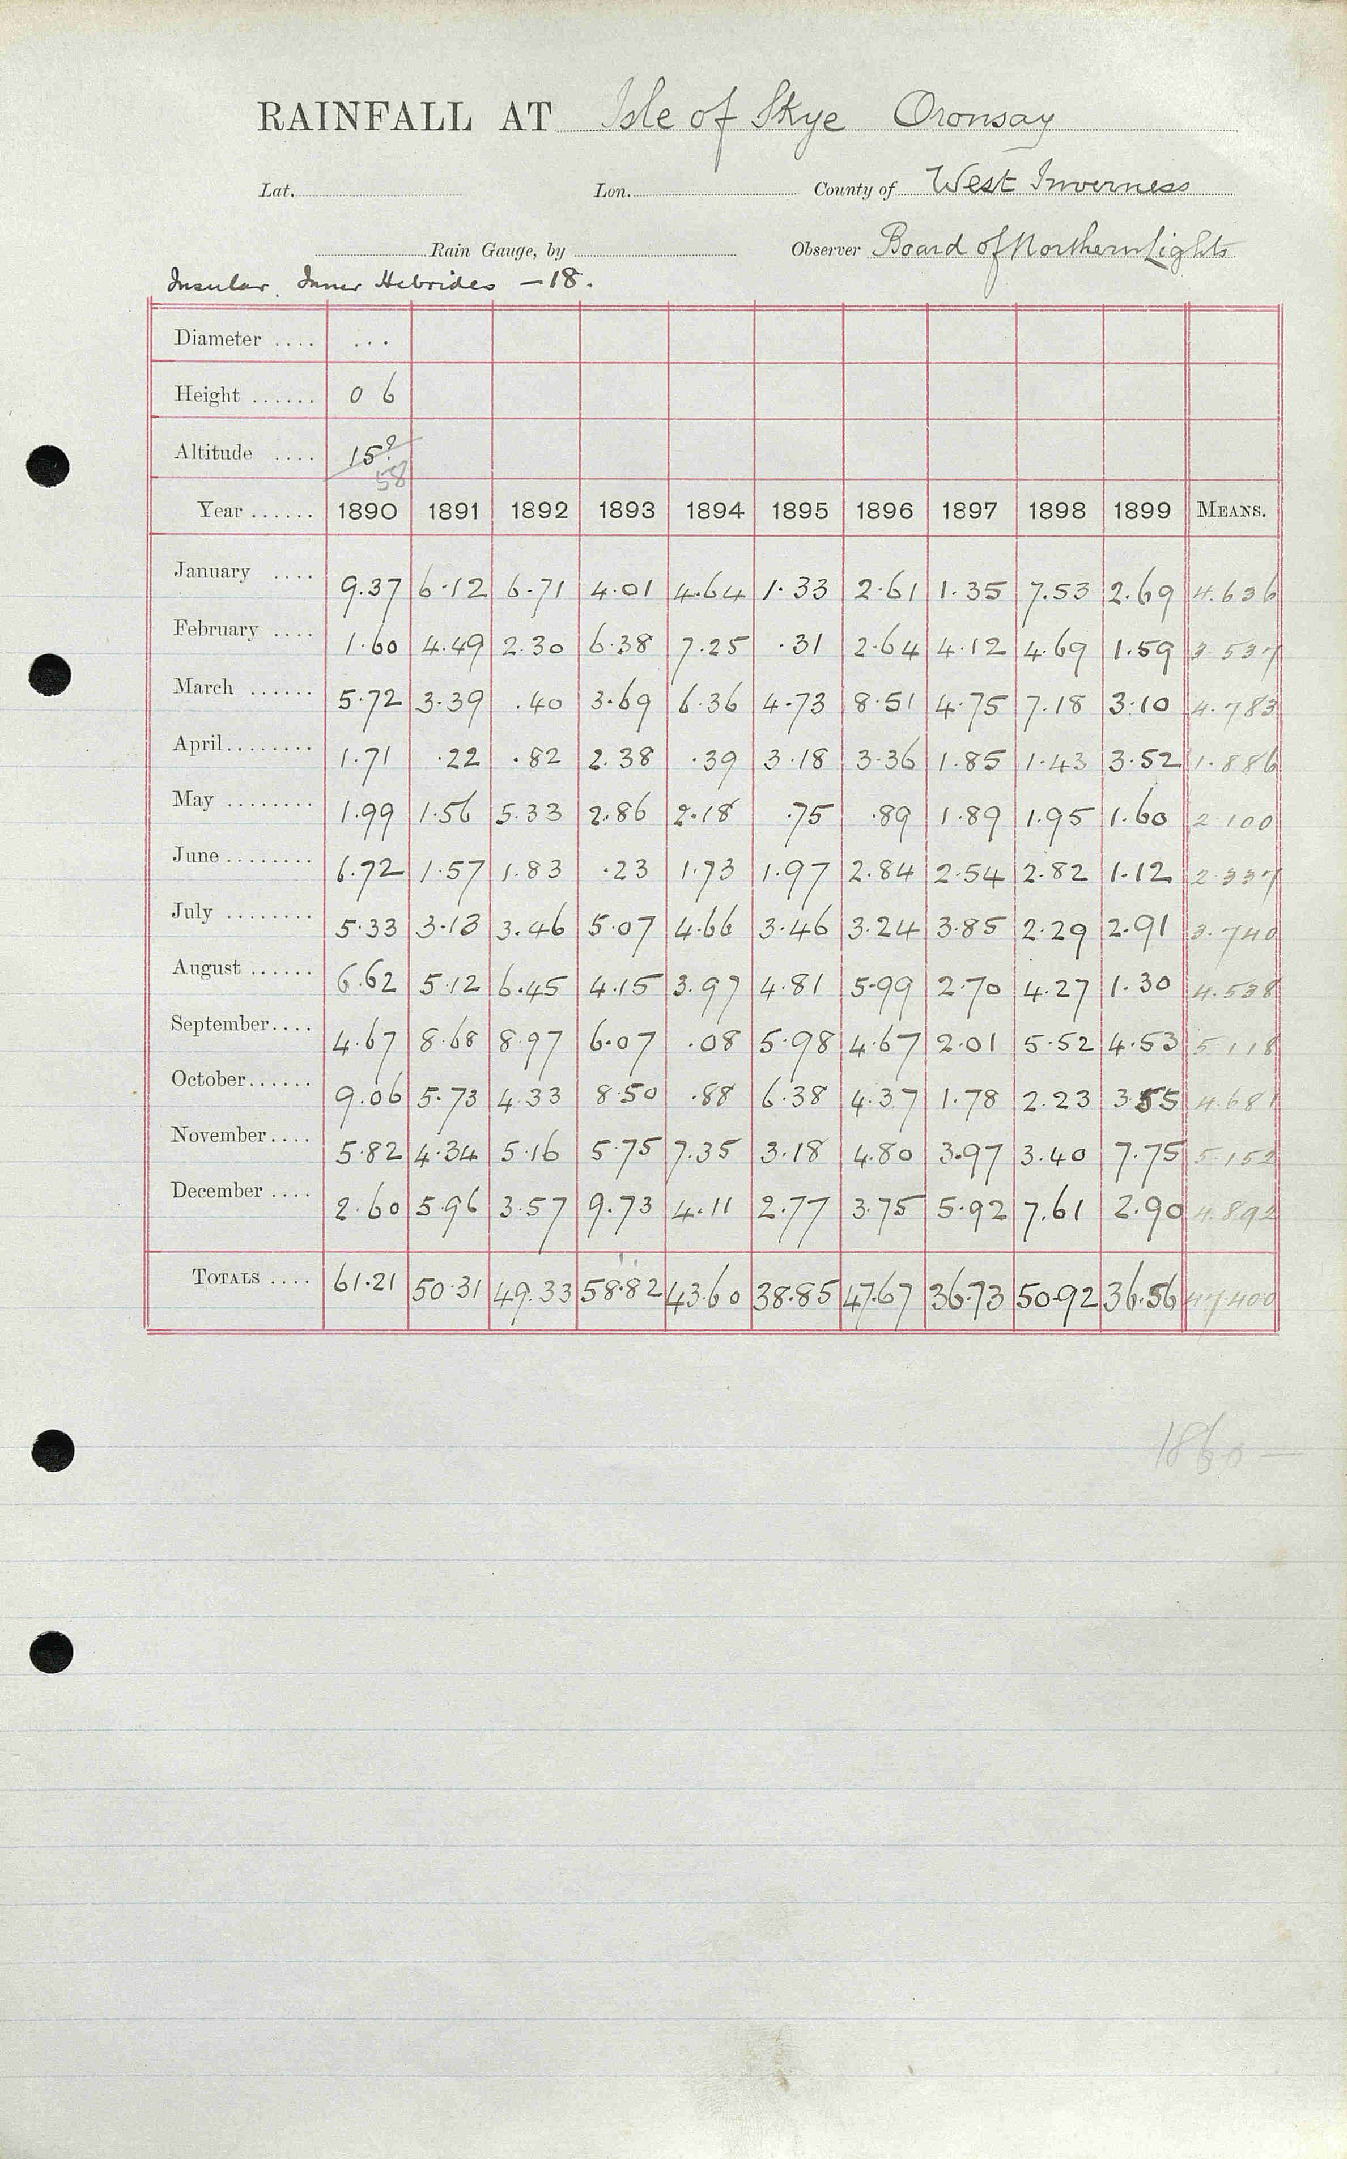 RAINFALL AT Isle of Skye Oronsay
Lat. Lon. County of West Inverness
Rain Gauge, by Observer Board of Northern Lights
Insular Inner Hebrides — 18.
Diameter .... ...
Height ...... 0 6
Altitude .... 15?
58
Year ...... 1890 1891 1892 1893 1894 1895 1896 1897 1898 1899 MEANS.
January .... 9.37 6.12 6.71 4.01 4.64 1.33 2.61 1.35 7.53 2.69 4.636
February .... 1.60 4.49 2.30 6.38 7.25 .31 2.64 4.12 4.69 1.59 3.537
March ...... 5.72 3.39 .40 3.69 6.36 4.73 8.51 4.75 7.18 3.10 4.783
April ........ 1.71 .22 .82 2.38 .39 3.18 3.36 1.85 1.43 3.52 1.886
May ........ 1.99 1.56 5.33 2.86 2.18 .75 .89 1.89 1.95 1.60 2.100
June ........ 6.72 1.57 1.83 .23 1.73 1.97 2.84 2.54 2.82 1.12 2.337
July ........ 5.33 3.13 3.46 5.07 4.66 3.46 3.24 3.85 2.29 2.91 3.740
August ...... 6.62 5.12 6.45 4.15 3.97 4.81 5.99 2.70 4.27 1.30 4.538
September .... 4.67 8.68 8.97 6.07 .08 5.98 4.67 2.01 5.52 4.53 5.118
October ...... 9.06 5.73 4.33 8.50 .88 6.38 4.37 1.78 2.23 3.55 4.681
November .... 5.82 4.34 5.16 5.75 7.35 3.18 4.80 3.97 3.40 7.75 5.152
December .... 2.60 5.96 3.57 9.73 4.11 2.77 3.75 5.92 7.61 2.90 4.892
TOTALS .... 61.21 50.31 49.33 58.82 43.60 38.85 47.67 36.73 50.92 36.56 47.400
1860 —